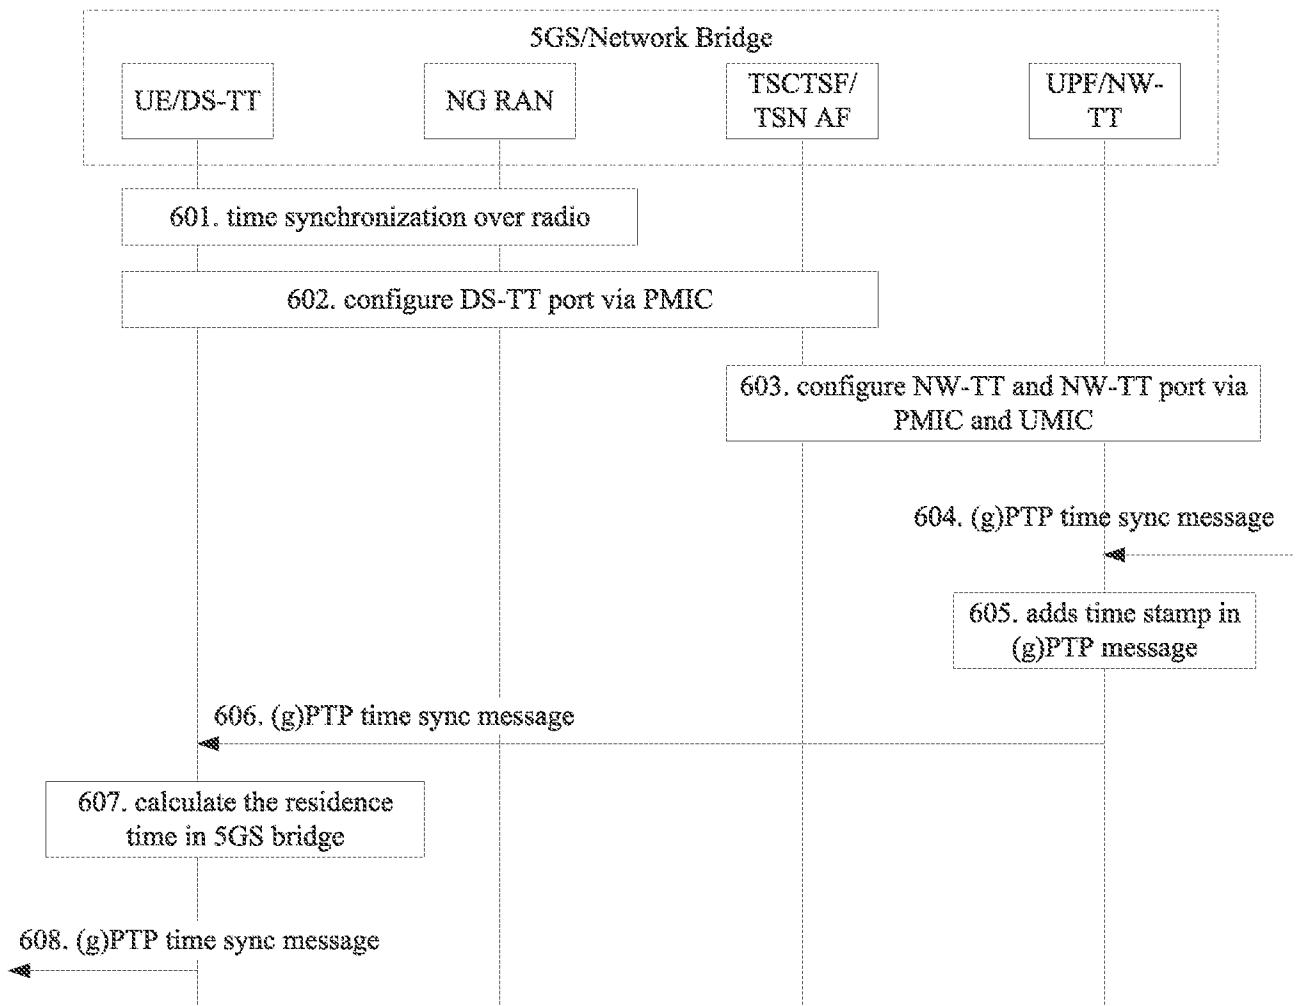 5GS/Network Bridge
UE/DS-TT
NG RAN
TSCTSF/
TSN AF
UPF/NW-
TT
601. time synchronization over radio
602. configure DS-TT port via PMIC
603. configure NW-TT and NW-TT port via
PMIC and UMIC
604. (g)PTP time sync message
605. adds time stamp in
(g)PTP message
606. (g)PTP time sync message
607. calculate the residence
time in 5GS bridge
608. (g)PTP time sync message